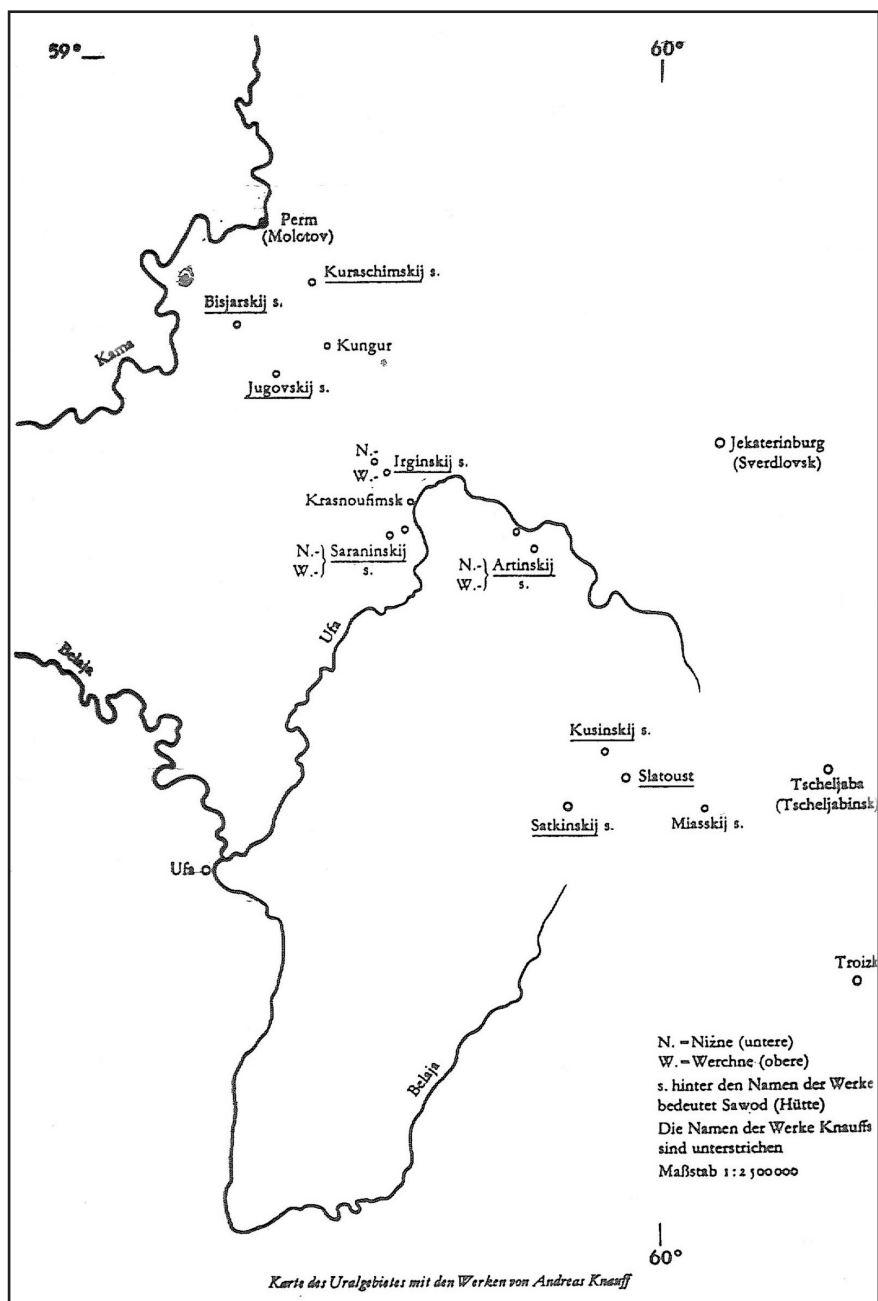 59°
60°
Perm
(Molotov)
Kuraschimskij s.
Bisjarskij s.
Kama
Kungur
Jugovskij s.
Jekaterinburg
(Sverdlovsk)
N.-
Irginskij s.
W.-
Krasnoufimsk
N.-
W.-
Saraninskij
s.
N.-
W.-
Artinskij
s.
Ufa
Belaja
Kusinskij s.
Slatoust
Tscheljaba
(Tscheljabinsk)
Satkinskij s.
Miasskij s.
Ufa
Troizk
Belaja
N. = Nižne (untere)
W. = Werchne (obere)
s. hinter den Namen der Werke
bedeutet Sawod (Hütte)
Die Namen der Werke Knauffs
sind unterstrichen
Maßstab 1:2500000
60°
Karte des Uralgebietes mit den Werken von Andreas Knauff